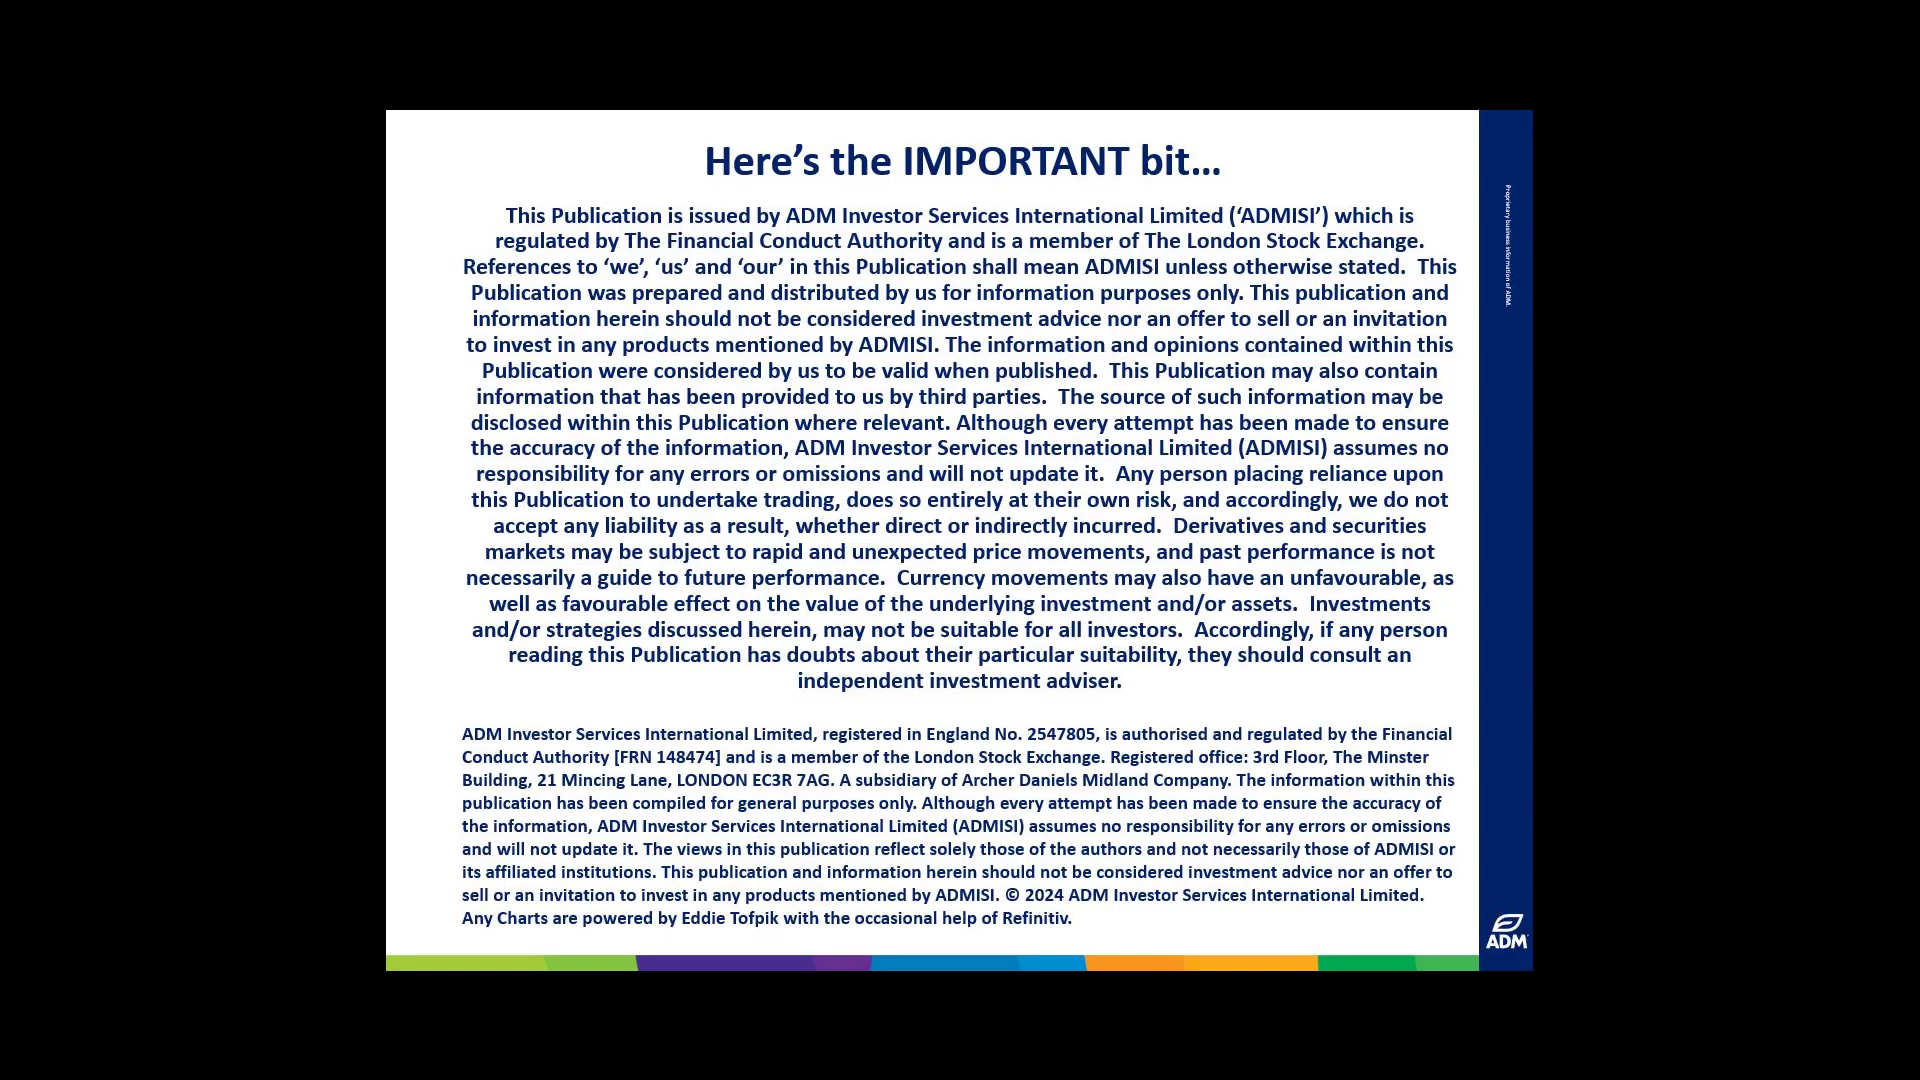 Here’s the IMPORTANT bit…
This Publication is issued by ADM Investor Services International Limited (‘ADMISI’) which is
regulated by The Financial Conduct Authority and is a member of The London Stock Exchange.
References to ‘we’, ‘us’ and ‘our’ in this Publication shall mean ADMISI unless otherwise stated.  This
Publication was prepared and distributed by us for information purposes only. This publication and
information herein should not be considered investment advice nor an offer to sell or an invitation
to invest in any products mentioned by ADMISI. The information and opinions contained within this
Publication were considered by us to be valid when published.  This Publication may also contain
information that has been provided to us by third parties.  The source of such information may be
disclosed within this Publication where relevant. Although every attempt has been made to ensure
the accuracy of the information, ADM Investor Services International Limited (ADMISI) assumes no
responsibility for any errors or omissions and will not update it.  Any person placing reliance upon
this Publication to undertake trading, does so entirely at their own risk, and accordingly, we do not
accept any liability as a result, whether direct or indirectly incurred.  Derivatives and securities
markets may be subject to rapid and unexpected price movements, and past performance is not
necessarily a guide to future performance.  Currency movements may also have an unfavourable, as
well as favourable effect on the value of the underlying investment and/or assets.  Investments
and/or strategies discussed herein, may not be suitable for all investors.  Accordingly, if any person
reading this Publication has doubts about their particular suitability, they should consult an
independent investment adviser.
ADM Investor Services International Limited, registered in England No. 2547805, is authorised and regulated by the Financial
Conduct Authority [FRN 148474] and is a member of the London Stock Exchange. Registered office: 3rd Floor, The Minster
Building, 21 Mincing Lane, LONDON EC3R 7AG. A subsidiary of Archer Daniels Midland Company. The information within this
publication has been compiled for general purposes only. Although every attempt has been made to ensure the accuracy of
the information, ADM Investor Services International Limited (ADMISI) assumes no responsibility for any errors or omissions
and will not update it. The views in this publication reflect solely those of the authors and not necessarily those of ADMISI or
its affiliated institutions. This publication and information herein should not be considered investment advice nor an offer to
sell or an invitation to invest in any products mentioned by ADMISI. © 2024 ADM Investor Services International Limited.
Any Charts are powered by Eddie Tofpik with the occasional help of Refinitiv.
Proprietary business information of ADM.
ADM